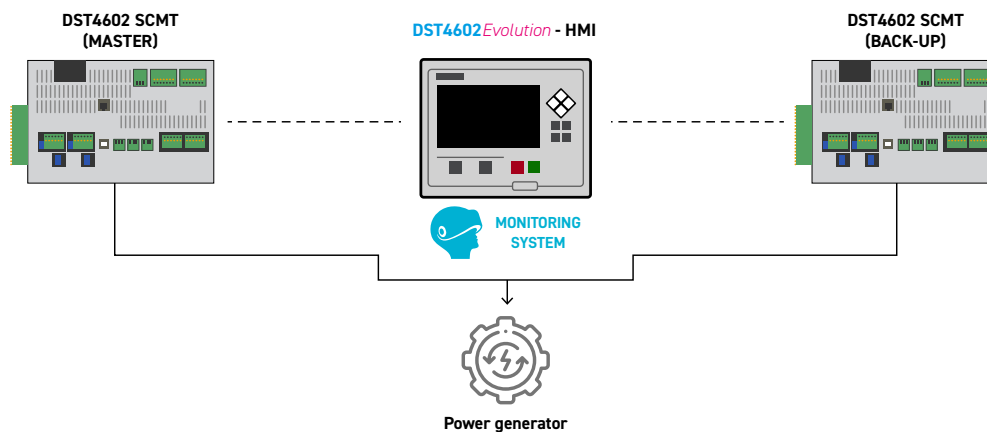 DST4602 SCMT
(MASTER)
DST4602Evolution - HMI
DST4602 SCMT
(BACK-UP)
MONITORING
SYSTEM
Power generator